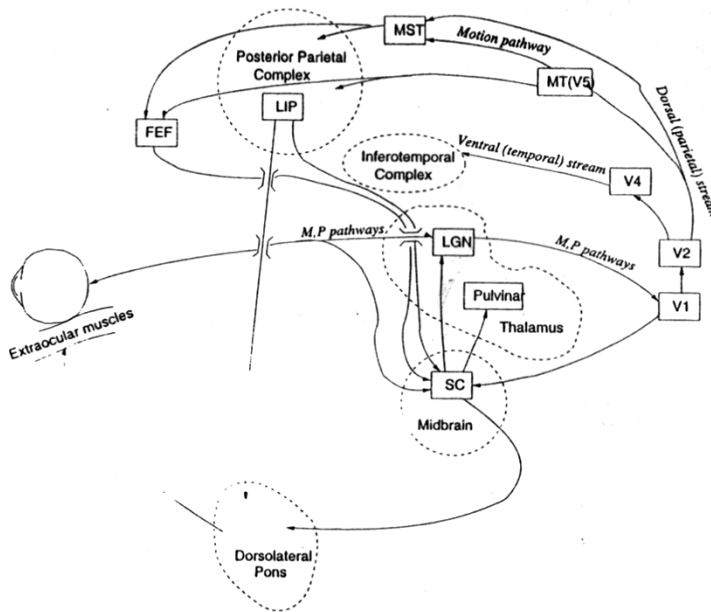 MST
Motion pathway
Posterior Parietal
Complex
MT(V5)
LIP
FEF
Dorsal (parietal) stream
Ventral (temporal) stream
Inferotemporal
Complex
V4
M,P pathways
LGN
M,P pathways
V2
Pulvinar
V1
Thalamus
Extraocular muscles
SC
Midbrain
Dorsolateral
Pons